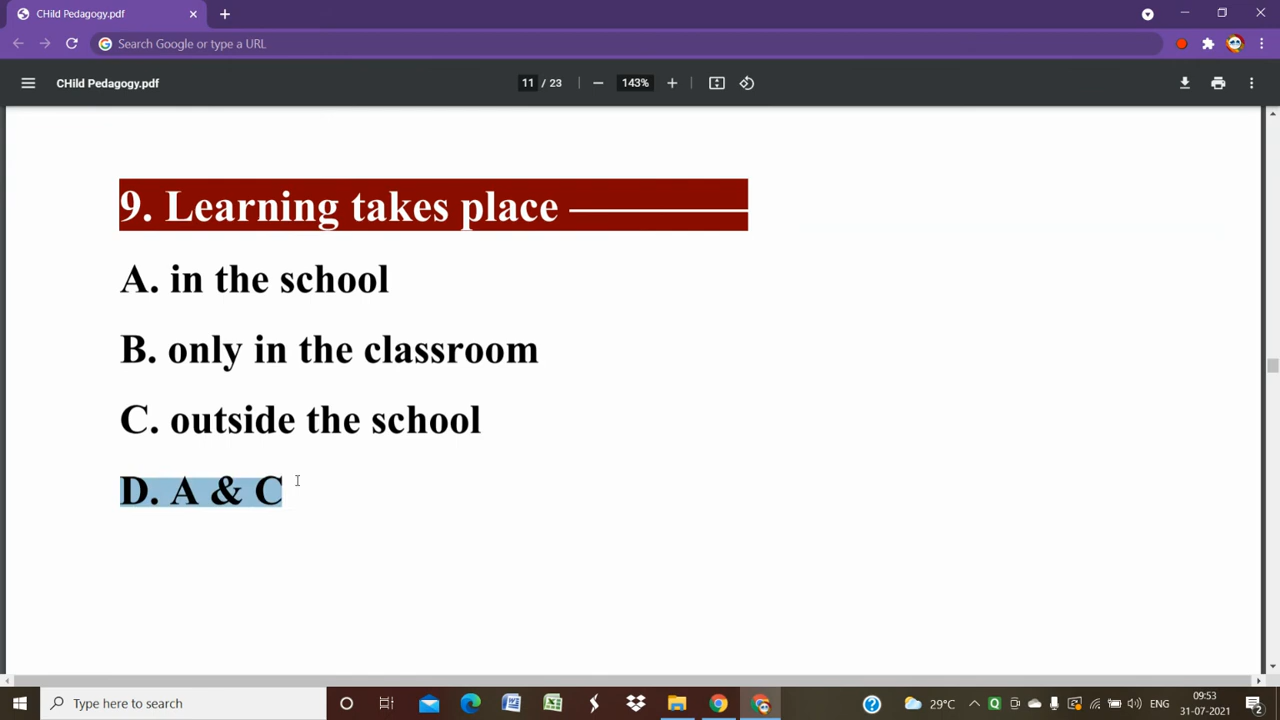 CHild Pedagogy.pdf
Search Google or type a URL
CHild Pedagogy.pdf
11 / 23
143%
9. Learning takes place —————
A. in the school
B. only in the classroom
C. outside the school
D. A & C
Type here to search
29°C
ENG
09:53
31-07-2021
2